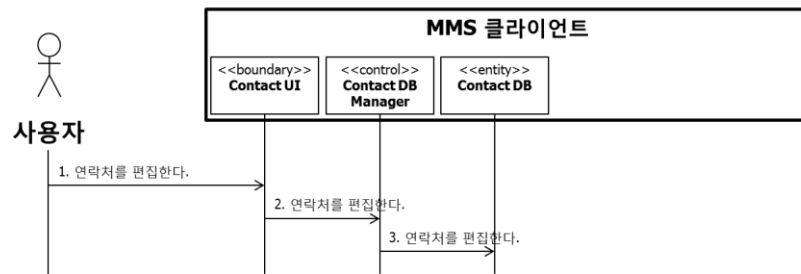 MMS 클라이언트
<<boundary>>
Contact UI
<<control>>
Contact DB
Manager
<<entity>>
Contact DB
사용자
1. 연락처를 편집한다.
2. 연락처를 편집한다.
3. 연락처를 편집한다.